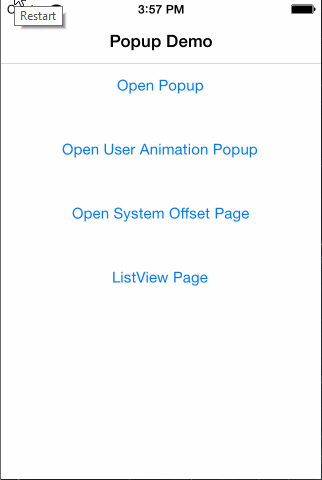 3:57 PM
Restart
Popup Demo
Open Popup
Open User Animation Popup
Open System Offset Page
ListView Page